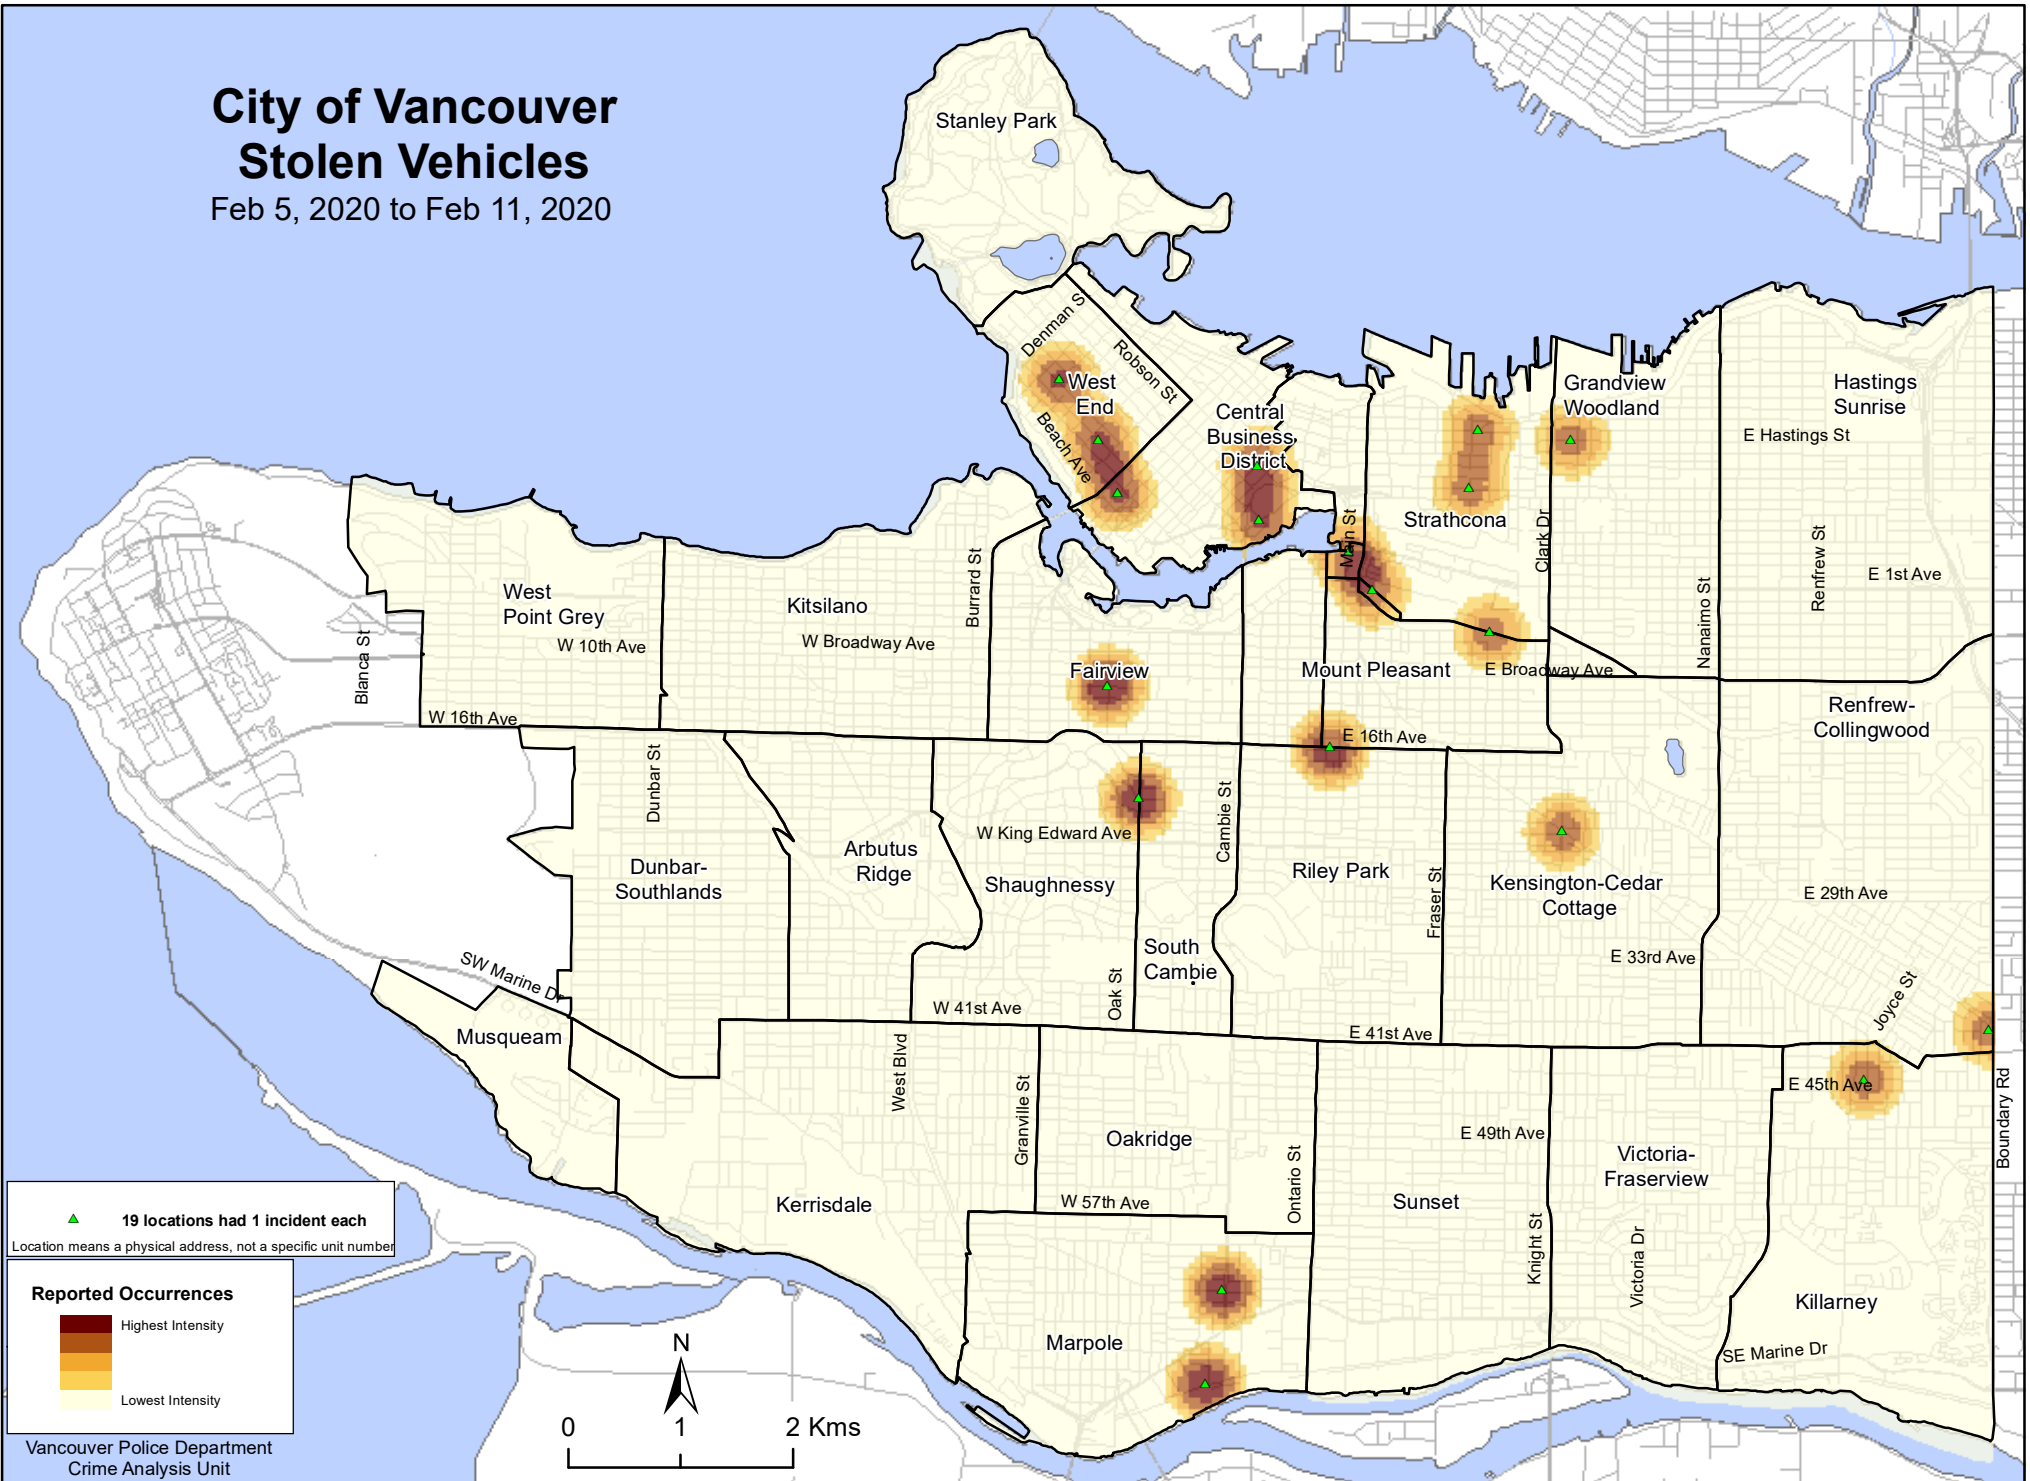 City of Vancouver
Stolen Vehicles
Feb 5, 2020 to Feb 11, 2020
Stanley Park
Denman S
Robson St
West
End
Beach Ave
Central
Business
District
Grandview
Woodland
Hastings
Sunrise
E Hastings St
Strathcona
Main St
Clark Dr
Nanaimo St
Renfrew St
E 1st Ave
West
Point Grey
W 10th Ave
Blanca St
W 16th Ave
Kitsilano
W Broadway Ave
Burrard St
Fairview
Mount Pleasant
E Broadway Ave
E 16th Ave
Renfrew-
Collingwood
Dunbar St
Dunbar-
Southlands
Arbutus
Ridge
W King Edward Ave
Shaughnessy
Cambie St
Riley Park
Fraser St
Kensington-Cedar
Cottage
E 29th Ave
E 33rd Ave
South
Cambie
Oak St
Joyce St
SW Marine Dr
W 41st Ave
E 41st Ave
Musqueam
West Blvd
Granville St
Oakridge
W 57th Ave
Ontario St
E 49th Ave
Sunset
Knight St
Victoria-
Fraserview
Victoria Dr
E 45th Ave
Boundary Rd
Kerrisdale
Marpole
Killarney
SE Marine Dr
19 locations had 1 incident each
Location means a physical address, not a specific unit number
Reported Occurrences
Highest Intensity
Lowest Intensity
Vancouver Police Department
Crime Analysis Unit
N
0 1 2 Kms